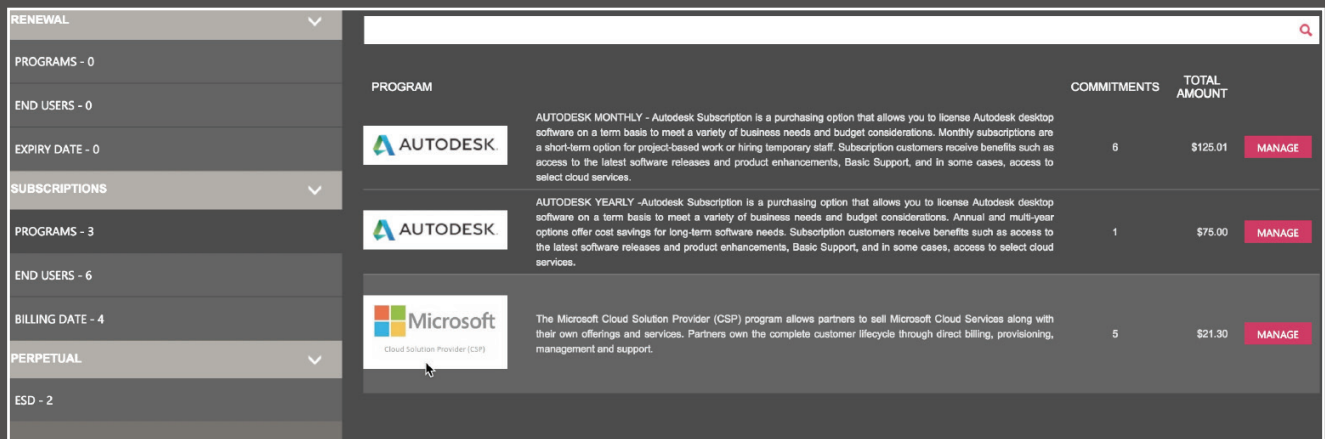 RENEWAL
PROGRAMS - 0
END USERS - 0
EXPIRY DATE - 0
SUBSCRIPTIONS
PROGRAMS - 3
END USERS - 6
BILLING DATE - 4
PERPETUAL
ESD - 2
PROGRAM
COMMITMENTS
TOTAL
AMOUNT
AUTODESK.
AUTODESK MONTHLY - Autodesk Subscription is a purchasing option that allows you to license Autodesk desktop
software on a term basis to meet a variety of business needs and budget considerations. Monthly subscriptions are
a short-term option for project-based work or hiring temporary staff. Subscription customers receive benefits such as
access to the latest software releases and product enhancements, Basic Support, and in some cases, access to
select cloud services.
6
$125.01
MANAGE
AUTODESK.
AUTODESK YEARLY -Autodesk Subscription is a purchasing option that allows you to license Autodesk desktop
software on a term basis to meet a variety of business needs and budget considerations. Annual and multi-year
options offer cost savings for long-term software needs. Subscription customers receive benefits such as access to
the latest software releases and product enhancements, Basic Support, and in some cases, access to select cloud
services.
1
$75.00
MANAGE
Microsoft
Cloud Solution Provider (CSP)
The Microsoft Cloud Solution Provider (CSP) program allows partners to sell Microsoft Cloud Services along with
their own offerings and services. Partners own the complete customer lifecycle through direct billing, provisioning,
management and support.
5
$21.30
MANAGE